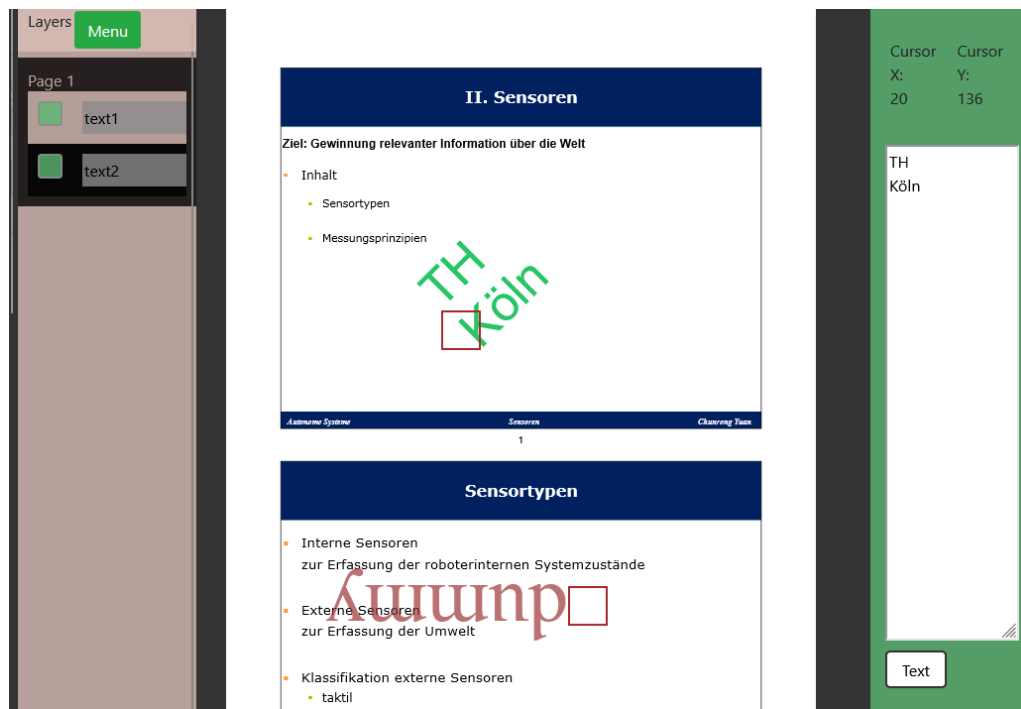 Layers Menu
Page 1
text1
text2
II. Sensoren
Ziel: Gewinnung relevanter Information über die Welt
Inhalt
Sensortypen
Messungsprinzipien
TH
Köln
Autonome Systeme Sensoren Chunrong Yuan
1
Sensortypen
Interne Sensoren
zur Erfassung der roboterinternen Systemzustände
dummy
Externe Sensoren
zur Erfassung der Umwelt
Klassifikation externe Sensoren
taktil
Cursor X: 20
Cursor Y: 136
TH
Köln
Text